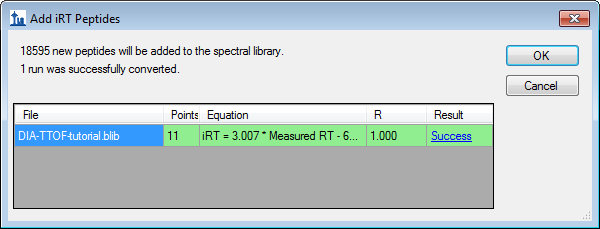 Add iRT Peptides
18595 new peptides will be added to the spectral library.
1 run was successfully converted.
OK
Cancel
File Points Equation R Result
DIA-TTOF-tutorial.blib 11 iRT = 3.007 * Measured RT - 6... 1.000 Success